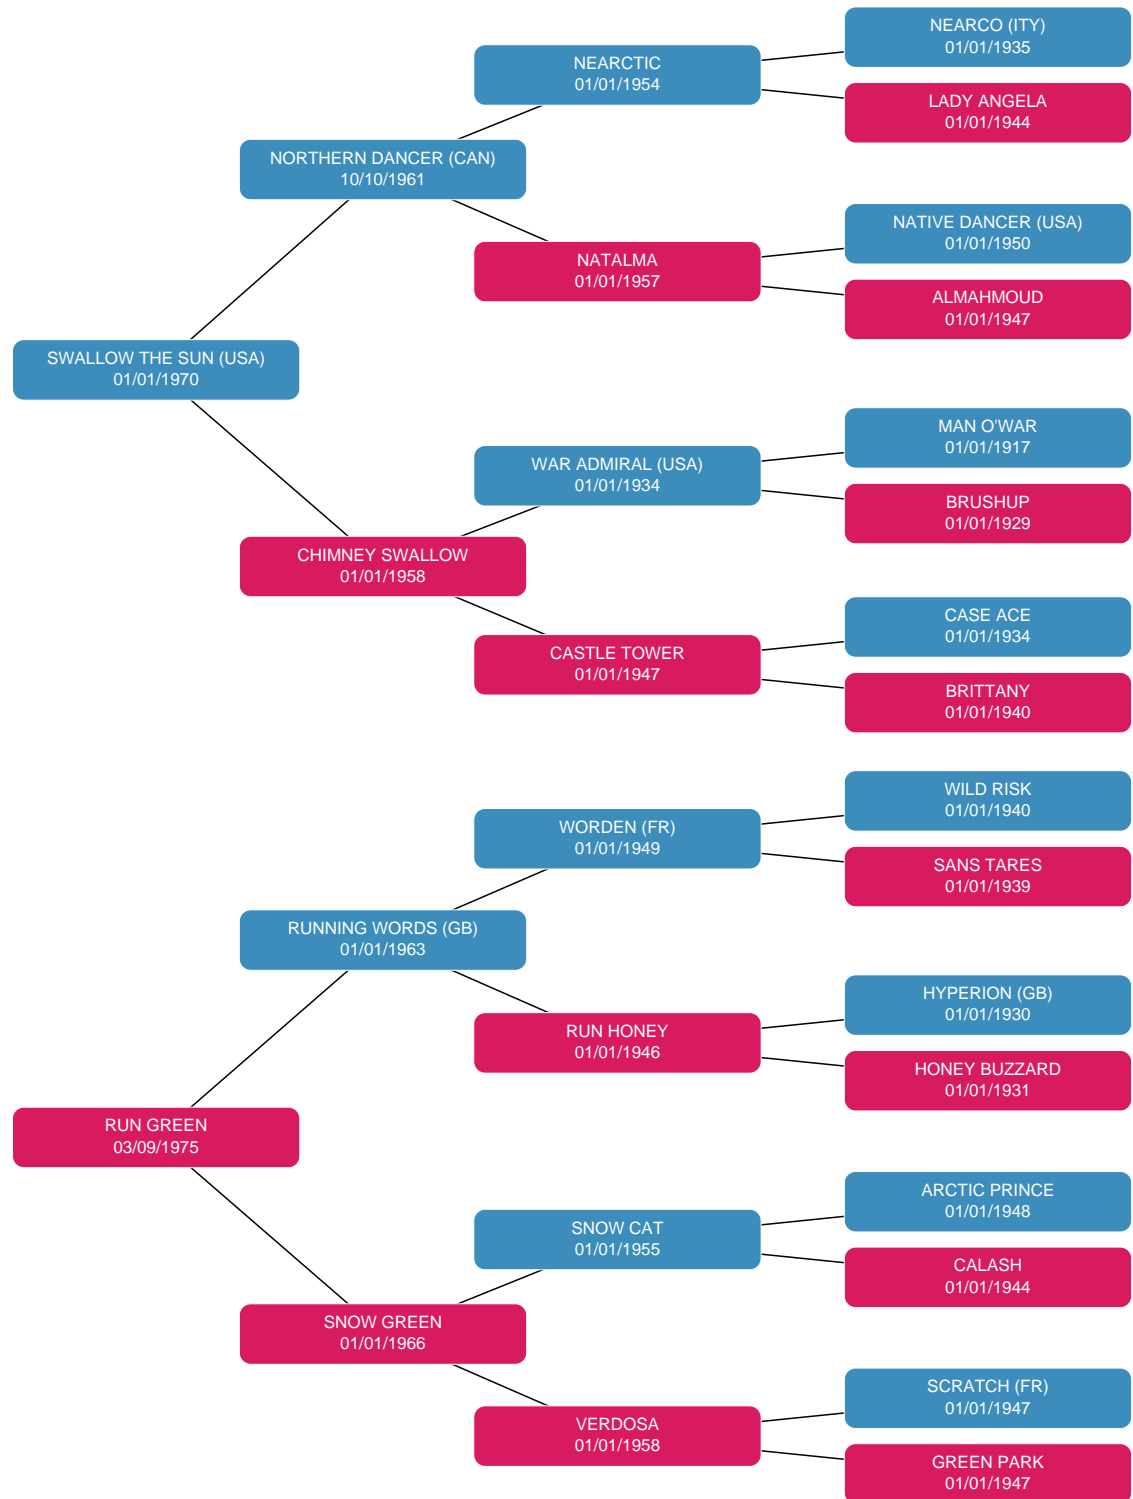 NEARCO (ITY)
01/01/1935
NEARCTIC
01/01/1954
LADY ANGELA
01/01/1944
NORTHERN DANCER (CAN)
10/10/1961
NATIVE DANCER (USA)
01/01/1950
NATALMA
01/01/1957
ALMAHMOUD
01/01/1947
SWALLOW THE SUN (USA)
01/01/1970
MAN O'WAR
01/01/1917
WAR ADMIRAL (USA)
01/01/1934
BRUSHUP
01/01/1929
CHIMNEY SWALLOW
01/01/1958
CASE ACE
01/01/1934
CASTLE TOWER
01/01/1947
BRITTANY
01/01/1940
WILD RISK
01/01/1940
WORDEN (FR)
01/01/1949
SANS TARES
01/01/1939
RUNNING WORDS (GB)
01/01/1963
HYPERION (GB)
01/01/1930
RUN HONEY
01/01/1946
HONEY BUZZARD
01/01/1931
RUN GREEN
03/09/1975
ARCTIC PRINCE
01/01/1948
SNOW CAT
01/01/1955
CALASH
01/01/1944
SNOW GREEN
01/01/1966
SCRATCH (FR)
01/01/1947
VERDOSA
01/01/1958
GREEN PARK
01/01/1947